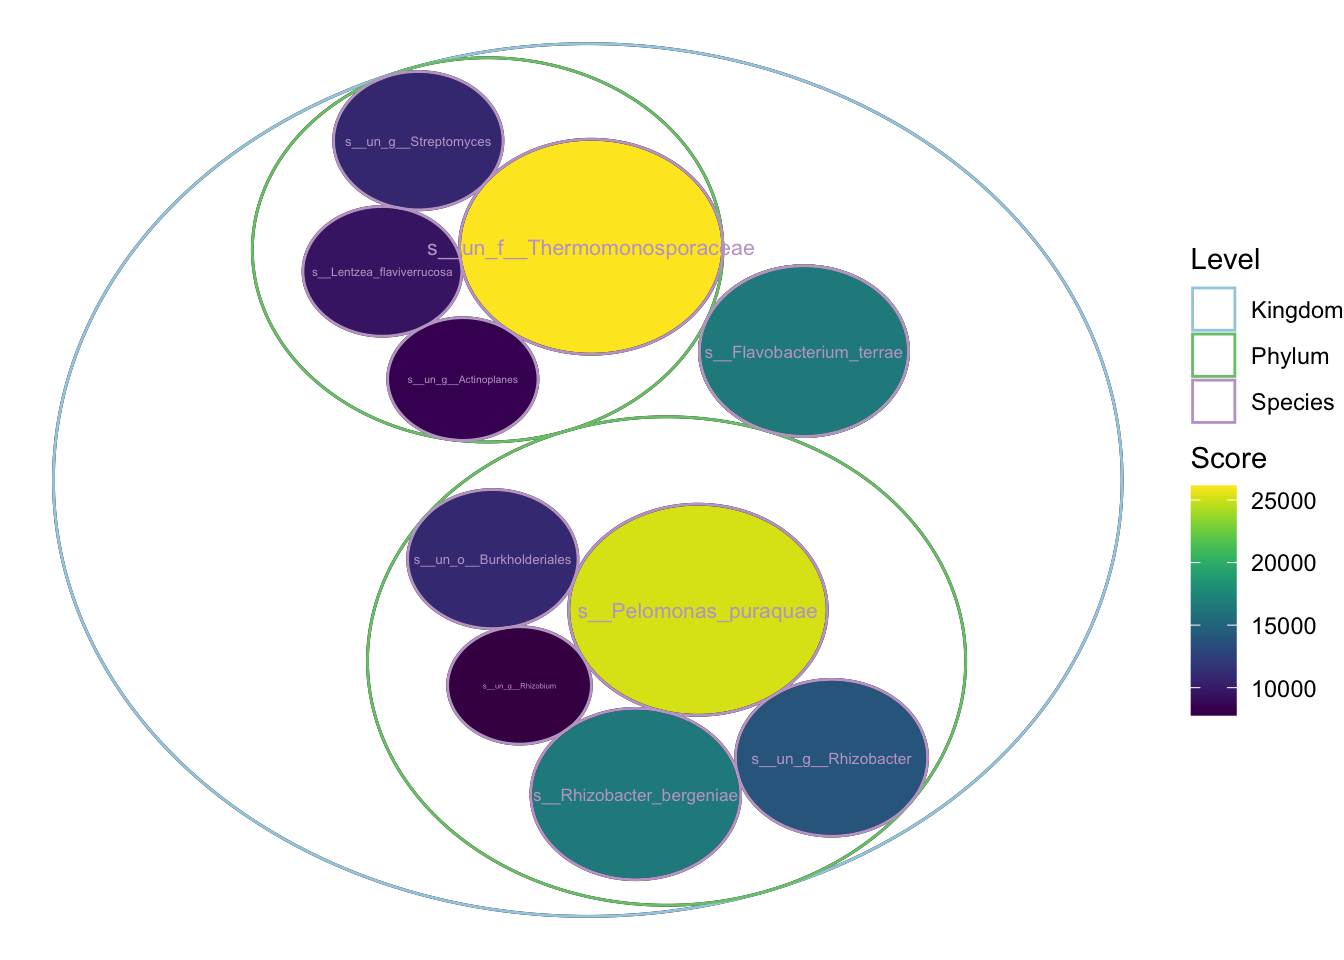 s__un_g__Streptomyces
s__un_f__Thermomonosporaceae
s__Lentzea_flaviverrucosa
s__un_g__Actinoplanes
s__Flavobacterium_terrae
s__un_o__Burkholderiales
s__Pelomonas_puraquae
s__un_g__Rhizobium
s__un_g__Rhizobacter
s__Rhizobacter_bergeniae
Level
Kingdom
Phylum
Species
Score
25000
20000
15000
10000